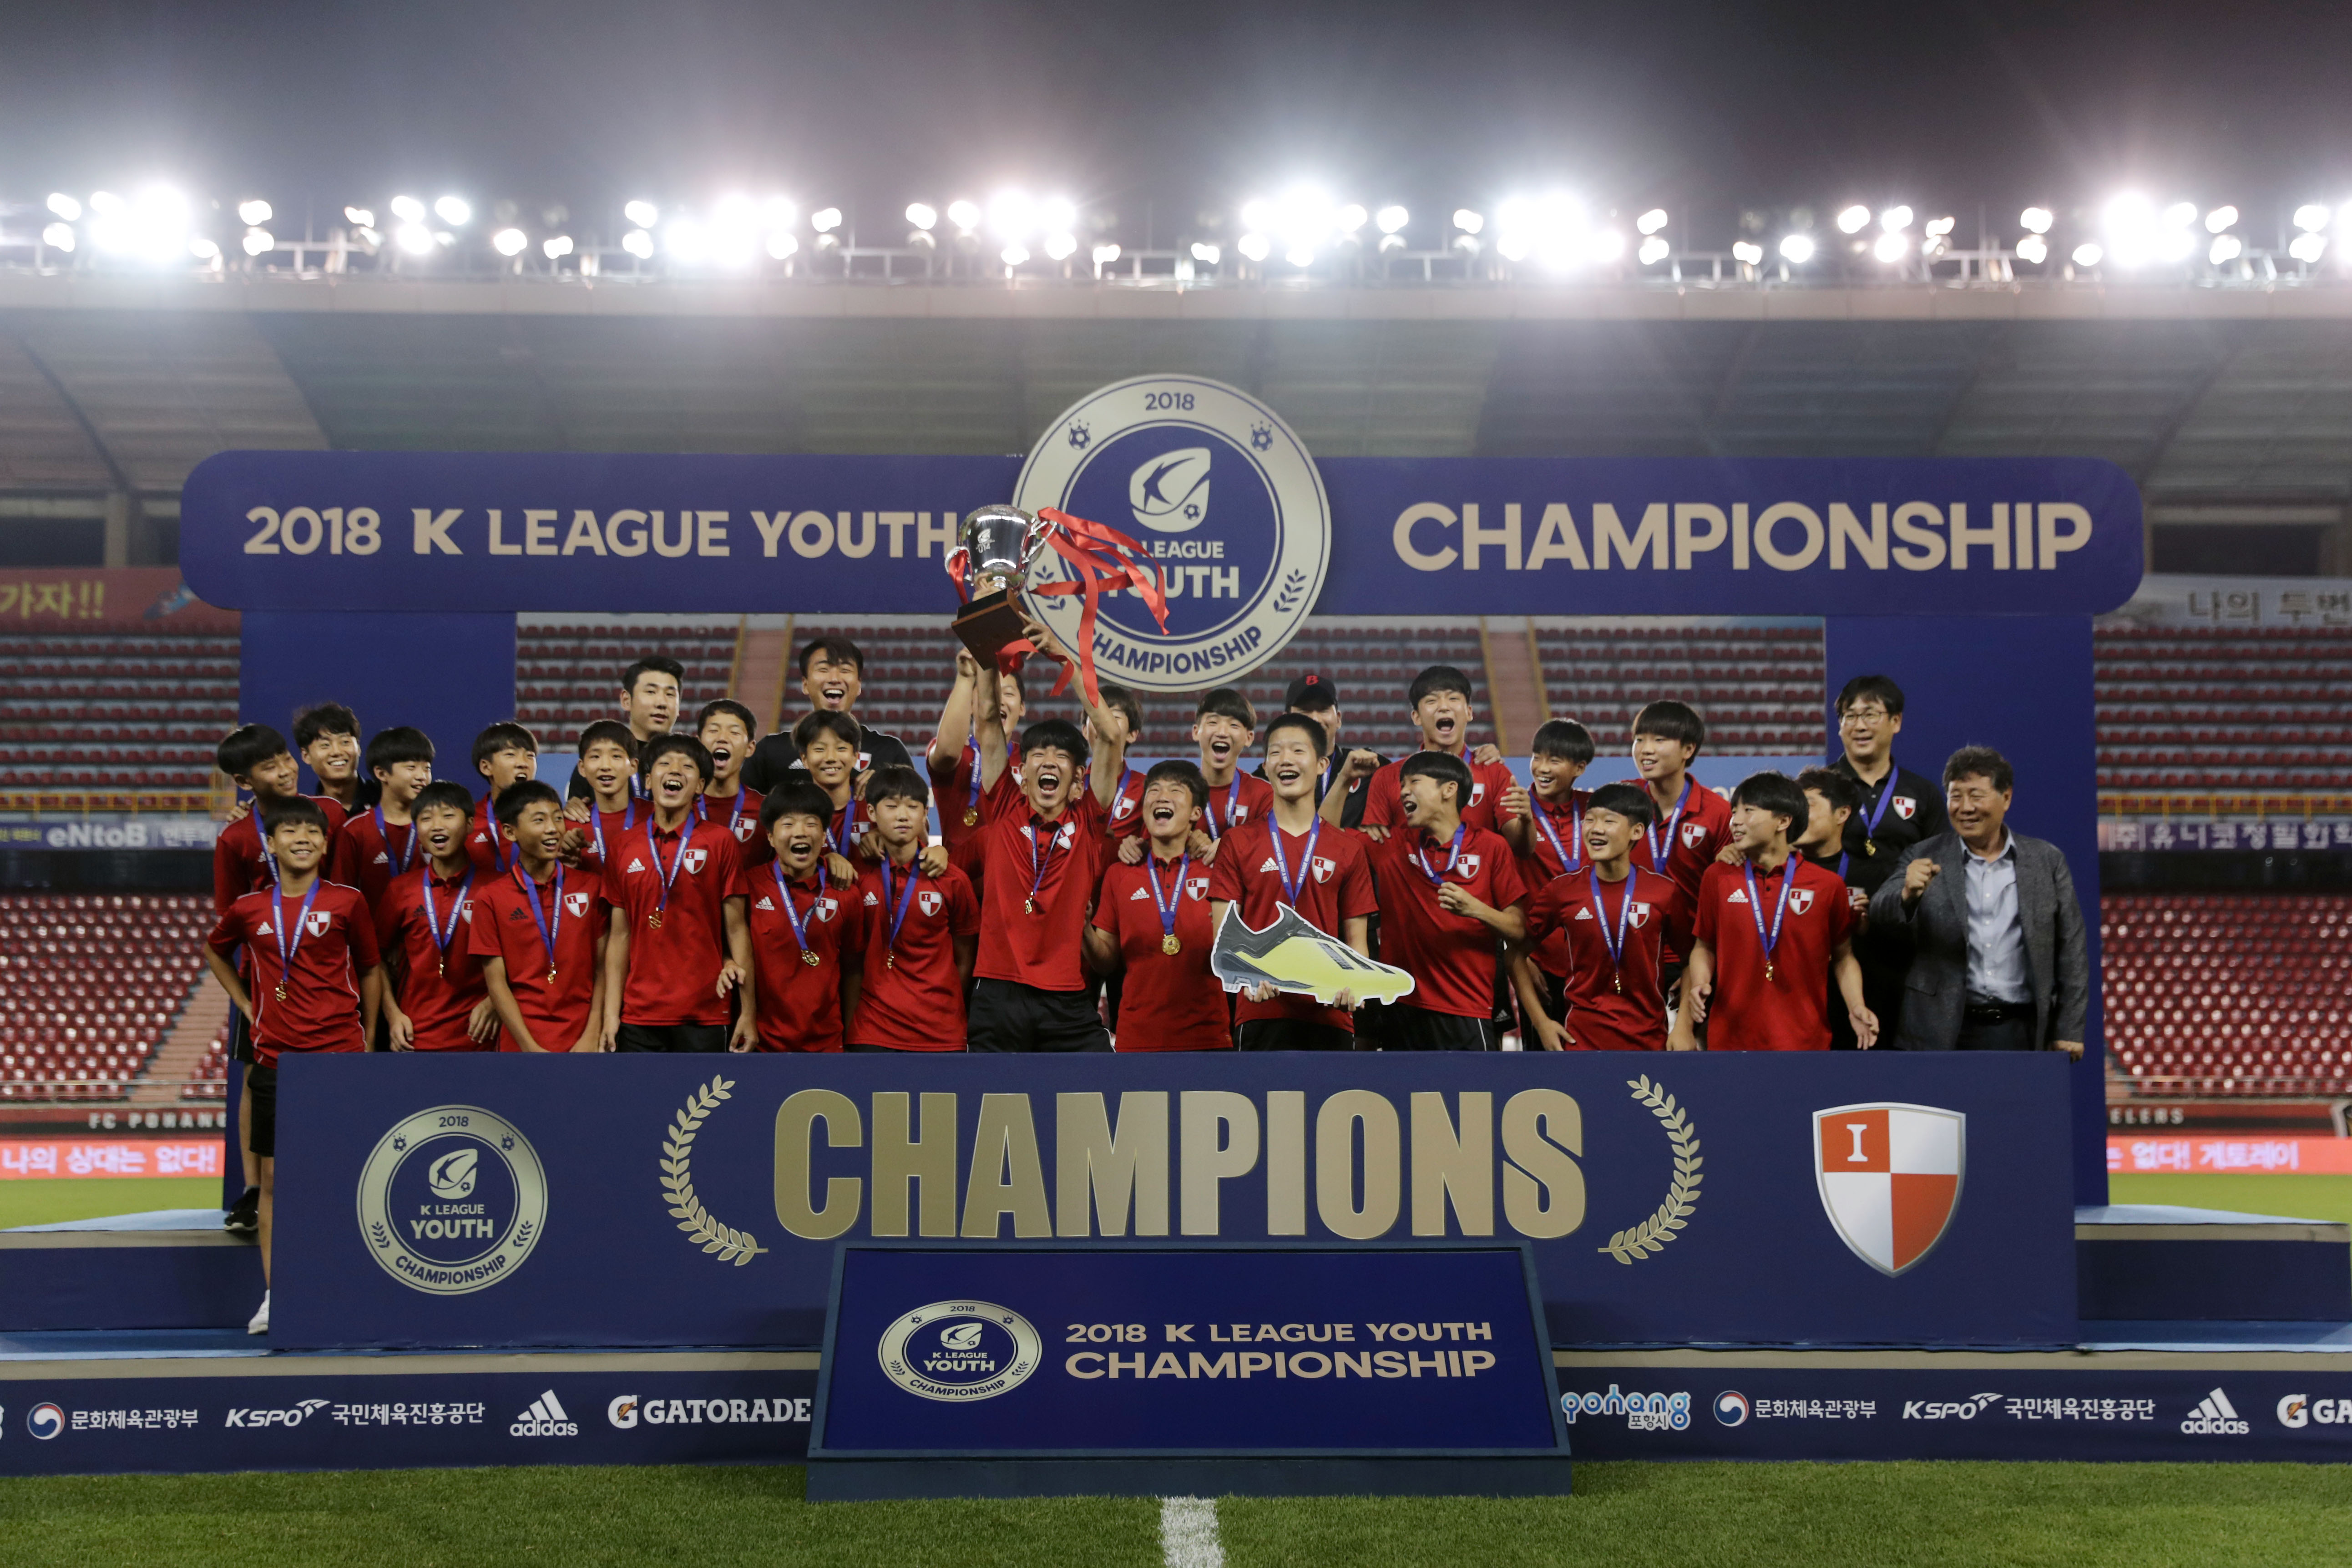 2018
2018 K LEAGUE YOUTH
K LEAGUE
YOUTH
CHAMPIONSHIP
CHAMPIONSHIP
가자!!
나의 두번
eNtoB
㈜유니코정밀화학
B
adidas
FC POHANG
ELERS
나의 상대는 없다!
는 없다! 게토레이
2018
K LEAGUE
YOUTH
CHAMPIONSHIP
CHAMPIONS
I
2018
K LEAGUE
YOUTH
CHAMPIONSHIP
2018 K LEAGUE YOUTH
CHAMPIONSHIP
문화체육관광부
KSPO 국민체육진흥공단
adidas
G GATORADE
pohang
포항시
문화체육관광부
KSPO 국민체육진흥공단
adidas
G GA